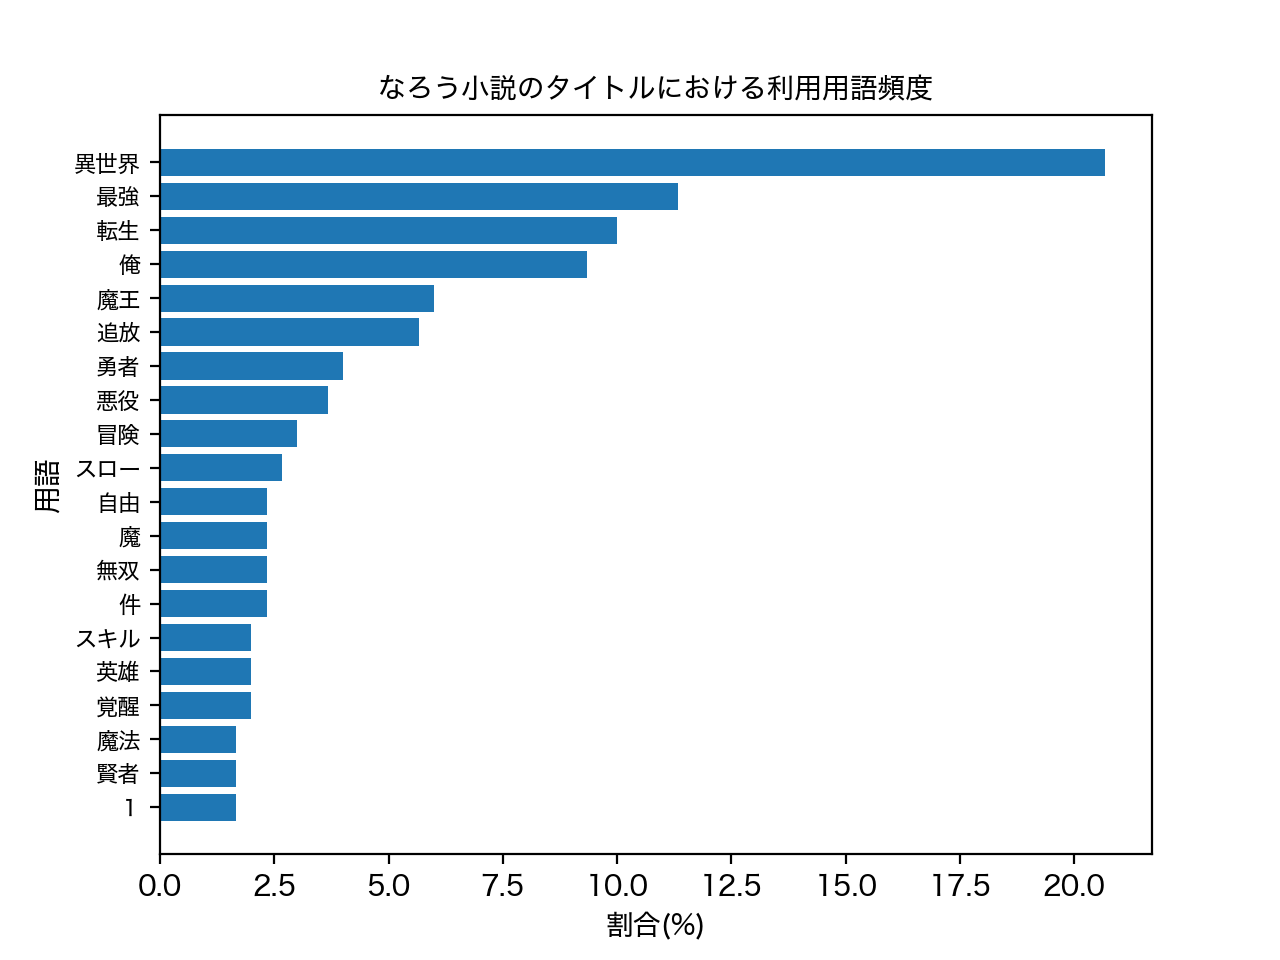 なろう小説のタイトルにおける利用用語頻度
用語
異世界
最強
転生
俺
魔王
追放
勇者
悪役
冒険
スロー
自由
魔
無双
件
スキル
英雄
覚醒
魔法
賢者
1
0.0 2.5 5.0 7.5 10.0 12.5 15.0 17.5 20.0
割合(%)